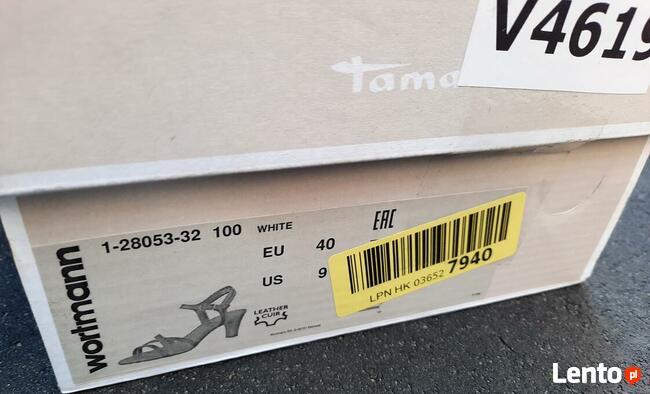 V4619
Tama
wortmann
1-28053-32 100 WHITE
EU 40
US 9
EAC
LEATHER
CUIR
LPN HK 03652 7940
Lento.pl